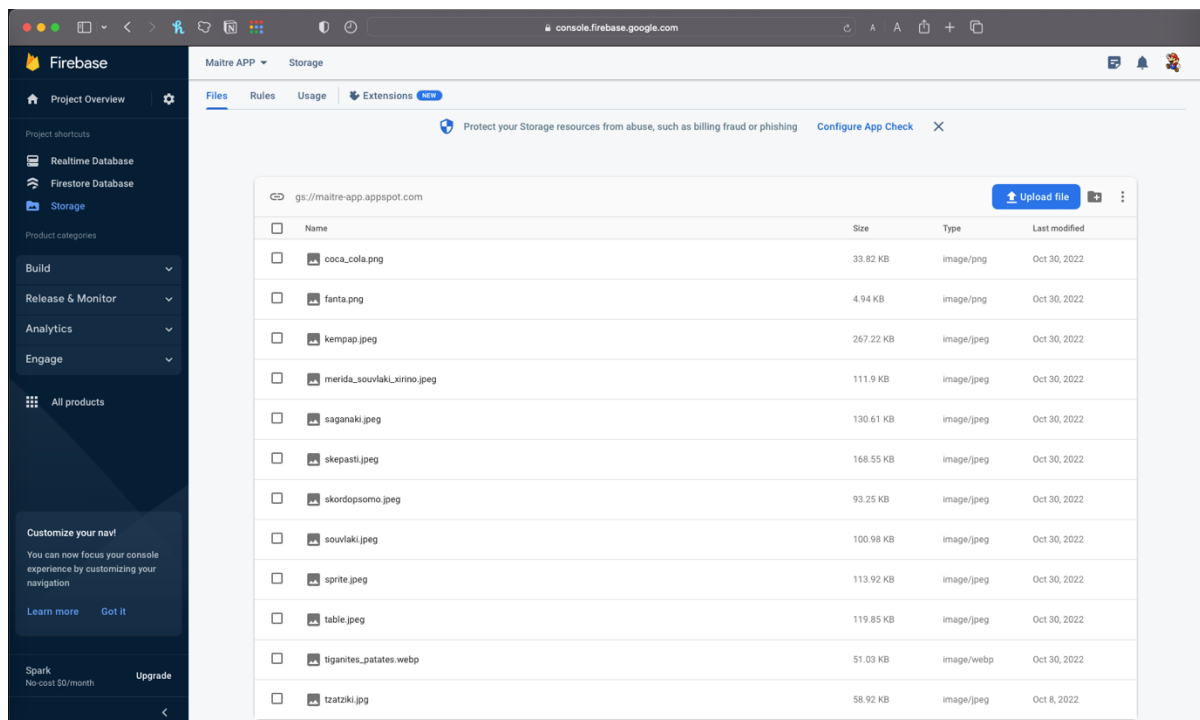 console.firebase.google.com
A A
Firebase
Project Overview
Project shortcuts
Realtime Database
Firestore Database
Storage
Product categories
Build
Release & Monitor
Analytics
Engage
All products
Customize your nav!
You can now focus your console
experience by customizing your
navigation
Learn more Got it
Spark
No-cost $0/month
Upgrade
Maitre APP Storage
Files Rules Usage Extensions NEW
Protect your Storage resources from abuse, such as billing fraud or phishing Configure App Check
gs://maitre-app.appspot.com Upload file
Name Size Type Last modified
coca_cola.png 33.82 KB image/png Oct 30, 2022
fanta.png 4.94 KB image/png Oct 30, 2022
kempap.jpeg 267.22 KB image/jpeg Oct 30, 2022
merida_souvlaki_xirino.jpeg 111.9 KB image/jpeg Oct 30, 2022
saganaki.jpeg 130.61 KB image/jpeg Oct 30, 2022
skepasti.jpeg 168.55 KB image/jpeg Oct 30, 2022
skordopsomo.jpeg 93.25 KB image/jpeg Oct 30, 2022
souvlaki.jpeg 100.98 KB image/jpeg Oct 30, 2022
sprite.jpeg 113.92 KB image/jpeg Oct 30, 2022
table.jpeg 119.85 KB image/jpeg Oct 30, 2022
tiganites_patates.webp 51.03 KB image/webp Oct 30, 2022
tzatziki.jpg 58.92 KB image/jpeg Oct 8, 2022